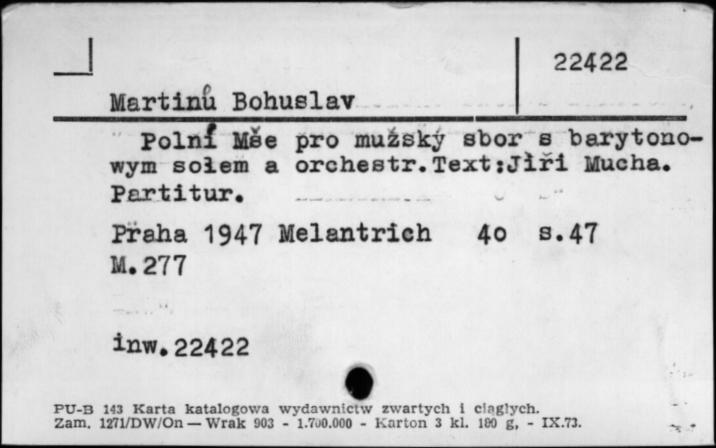 22422
Martinů Bohuslav
Polní Mše pro mužský sbor s barytono-
wym sołem a orchestr.Text:Jiři Mucha.
Partitur.
Praha 1947 Melantrich 4o s.47
M.277
inw.22422
PU-B 143 Karta katalogowa wydawnictw zwartych i ciągłych.
Zam. 1271/DW/On — Wrak 903 - 1.700.000 - Karton 3 kl. 180 g, - IX.73.